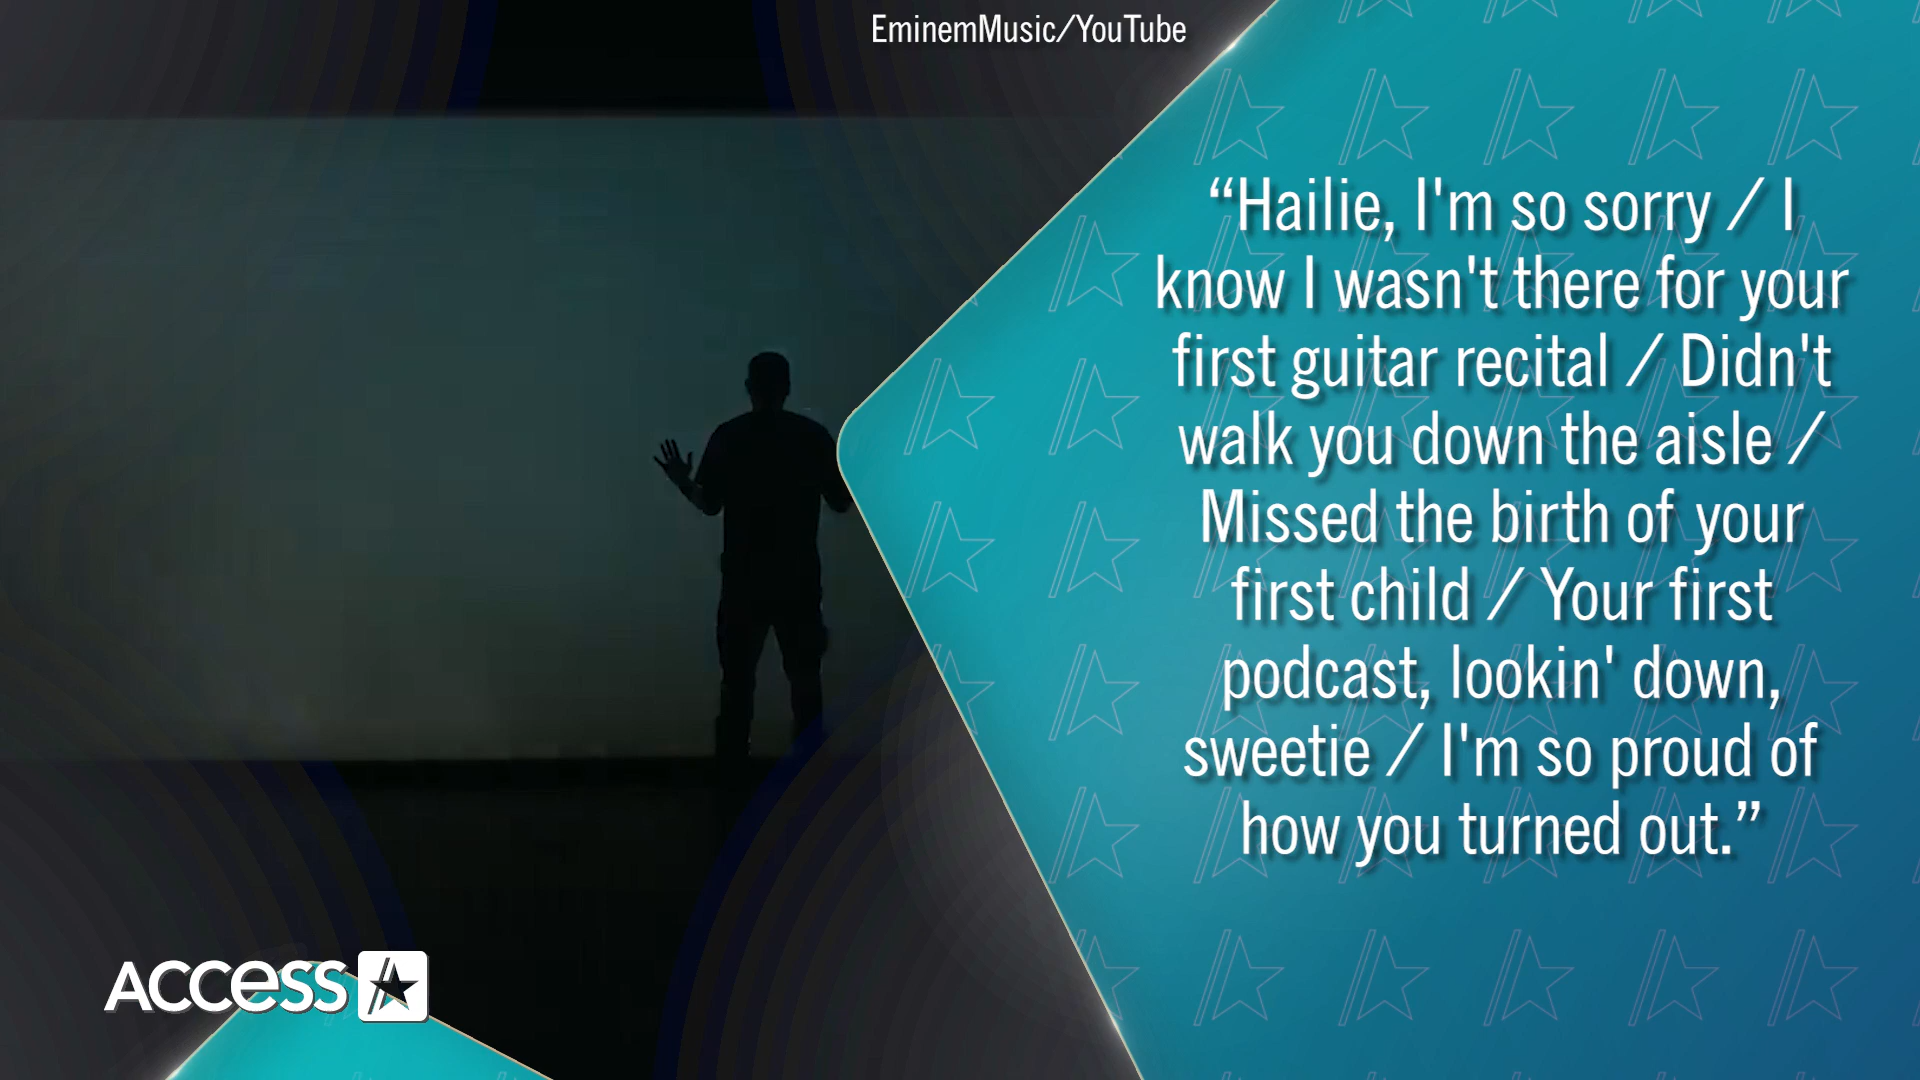 EminemMusic/YouTube
“Hailie, I'm so sorry / I
know I wasn't there for your
first guitar recital / Didn't
walk you down the aisle /
Missed the birth of your
first child / Your first
podcast, lookin' down,
sweetie / I'm so proud of
how you turned out.”
access